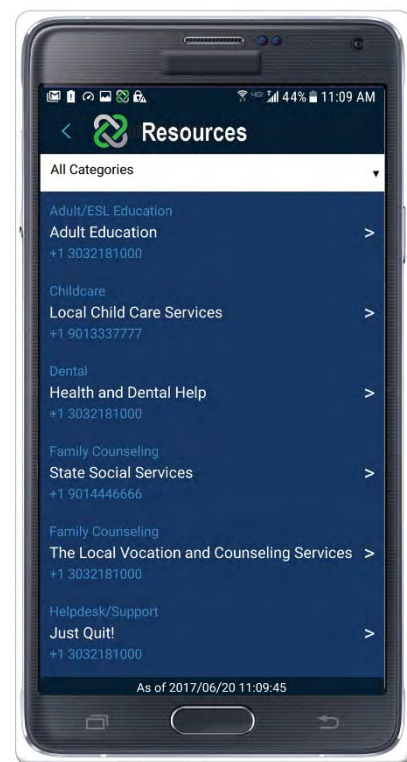 44% 11:09 AM
< Resources
All Categories
Adult/ESL Education
Adult Education >
+1 3032181000
Childcare
Local Child Care Services >
+1 9013337777
Dental
Health and Dental Help >
+1 3032181000
Family Counseling
State Social Services >
+1 9014446666
Family Counseling
The Local Vocation and Counseling Services >
+1 3032181000
Helpdesk/Support
Just Quit! >
+1 3032181000
As of 2017/06/20 11:09:45